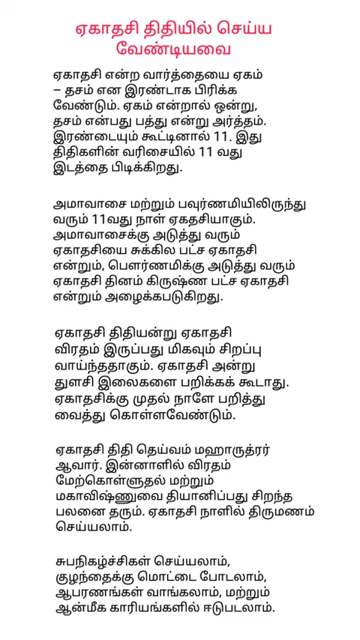 ஏகாதசி திதியில் செய்ய
வேண்டியவை
ஏகாதசி என்ற வார்த்தையை ஏகம்
– தசம் என இரண்டாக பிரிக்க
வேண்டும். ஏகம் என்றால் ஒன்று,
தசம் என்பது பத்து என்று அர்த்தம்.
இரண்டையும் கூட்டினால் 11. இது
திதிகளின் வரிசையில் 11 வது
இடத்தை பிடிக்கிறது.
அமாவாசை மற்றும் பவுர்ணமியிலிருந்து
வரும் 11வது நாள் ஏகதசியாகும்.
அமாவாசைக்கு அடுத்து வரும்
ஏகாதசியை சுக்கில பட்ச ஏகாதசி
என்றும், பௌர்ணமிக்கு அடுத்து வரும்
ஏகாதசி தினம் கிருஷ்ண பட்ச ஏகாதசி
என்றும் அழைக்கபடுகிறது.
ஏகாதசி திதியன்று ஏகாதசி
விரதம் இருப்பது மிகவும் சிறப்பு
வாய்ந்ததாகும். ஏகாதசி அன்று
துளசி இலைகளை பறிக்கக் கூடாது.
ஏகாதசிக்கு முதல் நாளே பறித்து
வைத்து கொள்ளவேண்டும்.
ஏகாதசி திதி தெய்வம் மஹாருத்ரர்
ஆவார். இன்னாளில் விரதம்
மேற்கொள்ளுதல் மற்றும்
மகாவிஷ்ணுவை தியானிப்பது சிறந்த
பலனை தரும். ஏகாதசி நாளில் திருமணம்
செய்யலாம்.
சுபநிகழ்ச்சிகள் செய்யலாம்,
குழந்தைக்கு மொட்டை போடலாம்,
ஆபரணங்கள் வாங்கலாம், மற்றும்
ஆன்மீக காரியங்களில் ஈடுபடலாம்.